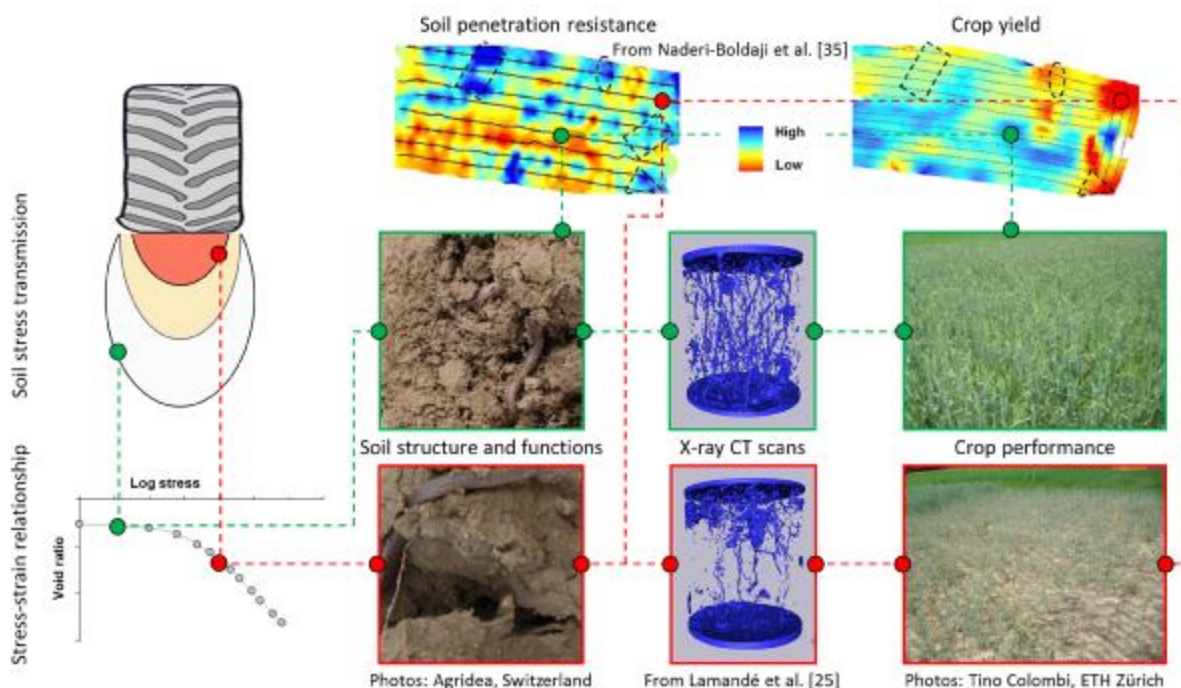 Soil penetration resistance
Crop yield
From Naderi-Boldaji et al. [35]
High
Low
Soil stress transmission
Soil structure and functions
X-ray CT scans
Crop performance
Stress-strain relationship
Log stress
Void ratio
Photos: Agridea, Switzerland
From Lamandé et al. [25]
Photos: Tino Colombi, ETH Zürich